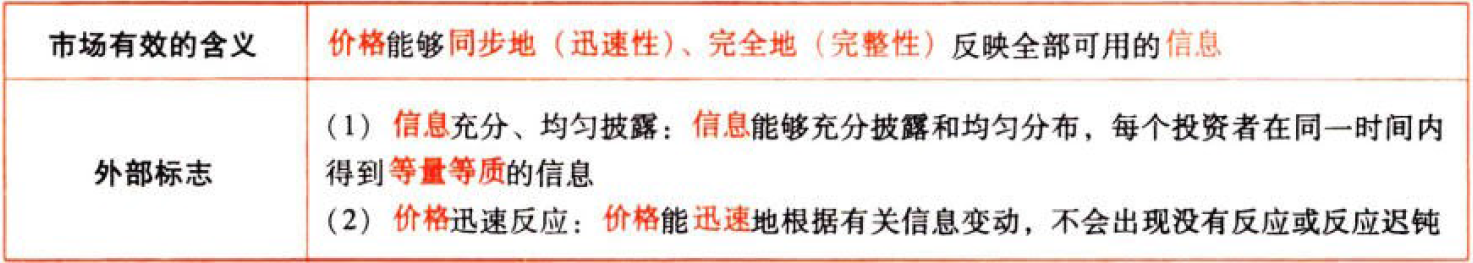 市场有效的含义
价格能够同步地（迅速性）、完全地（完整性）反映全部可用的信息
外部标志
（1）信息充分、均匀披露：信息能够充分披露和均匀分布，每个投资者在同一时间内
得到等量等质的信息
（2）价格迅速反应：价格能迅速地根据有关信息变动，不会出现没有反应或反应迟钝